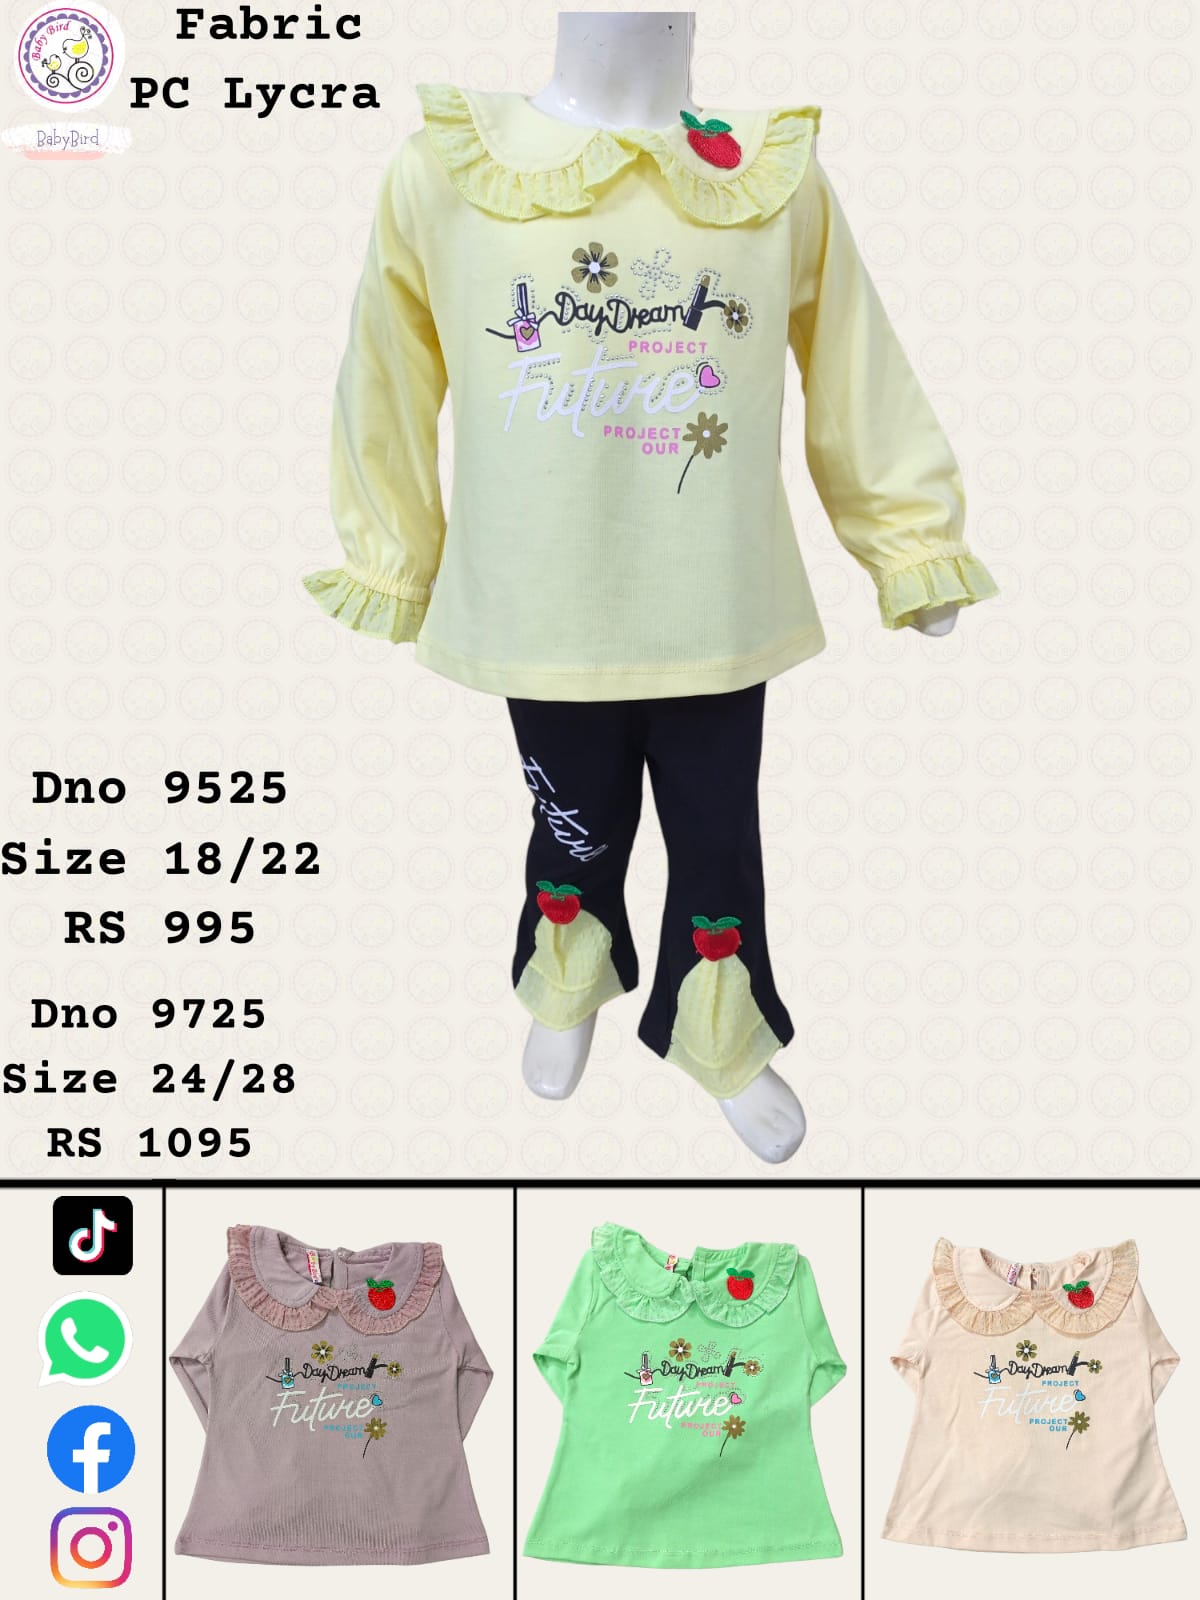 Baby Bird
BabyBird
Fabric
PC Lycra
DayDream
PROJECT
Future
PROJECT
OUR
Future
Dno 9525
Size 18/22
RS 995
Dno 9725
Size 24/28
RS 1095
DayDream
PROJECT
Future
PROJECT
OUR
DayDream
PROJECT
Future
PROJECT
OUR
DayDream
PROJECT
Future
PROJECT
OUR